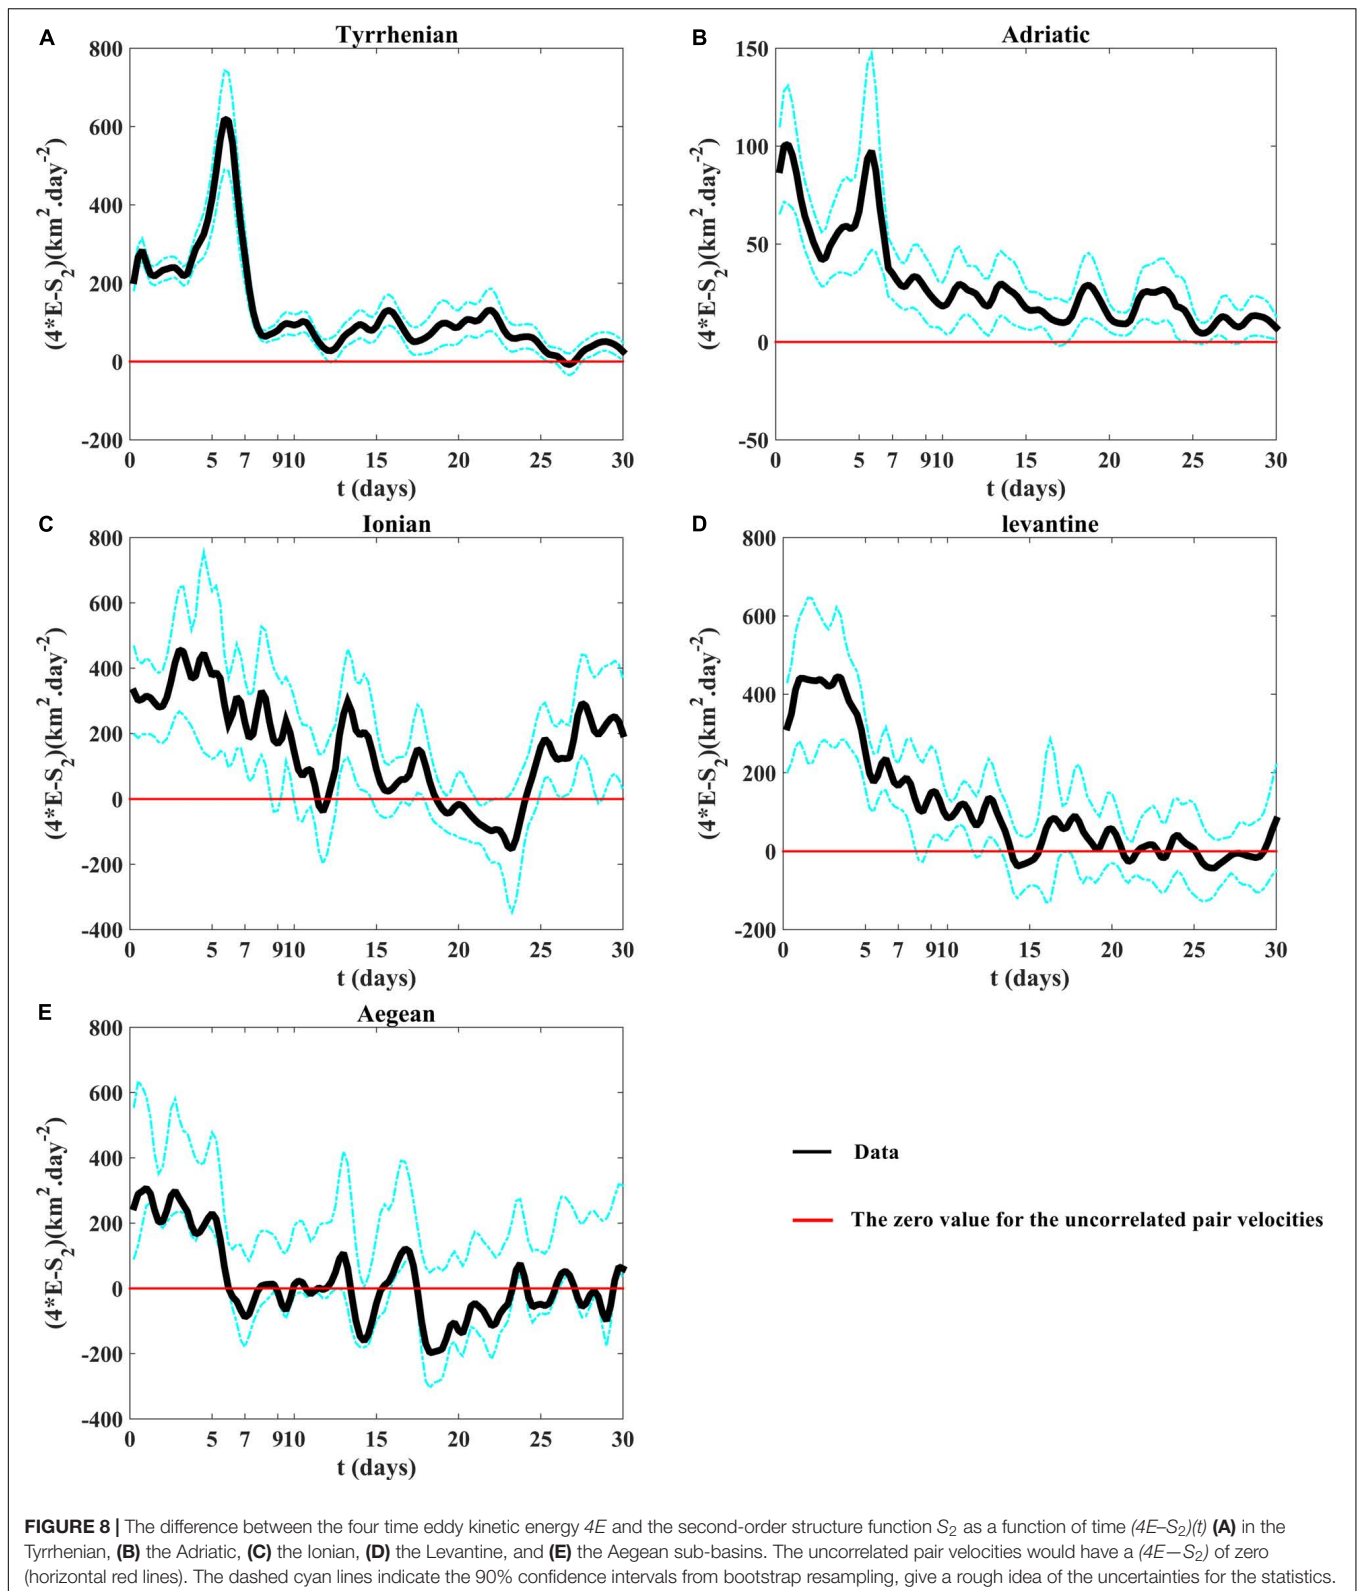 A
Tyrrhenian
(4*E-S2)(km2.day-2)
800
600
400
200
0
-200
0 5 7 910 15 20 25 30
t (days)
B
Adriatic
(4*E-S2)(km2.day-2)
150
100
50
0
-50
0 5 7 910 15 20 25 30
t (days)
C
Ionian
(4*E-S2)(km2.day-2)
800
600
400
200
0
-200
-400
0 5 7 910 15 20 25 30
t (days)
D
levantine
(4*E-S2)(km2.day-2)
800
600
400
200
0
-200
0 5 7 910 15 20 25 30
t (days)
E
Aegean
(4*E-S2)(km2.day-2)
800
600
400
200
0
-200
-400
0 5 7 910 15 20 25 30
t (days)
Data
The zero value for the uncorrelated pair velocities
FIGURE 8 | The difference between the four time eddy kinetic energy 4E and the second-order structure function S2 as a function of time (4E–S2)(t) (A) in the
Tyrrhenian, (B) the Adriatic, (C) the Ionian, (D) the Levantine, and (E) the Aegean sub-basins. The uncorrelated pair velocities would have a (4E—S2) of zero
(horizontal red lines). The dashed cyan lines indicate the 90% confidence intervals from bootstrap resampling, give a rough idea of the uncertainties for the statistics.